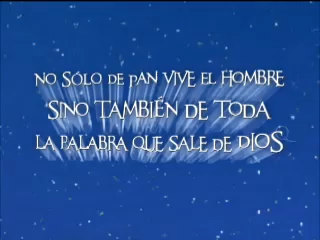 NO SÓLO DE PAN VIVE EL HOMBRE
SINO TAMBIÉN DE TODA
LA PALABRA QUE SALE DE DIOS